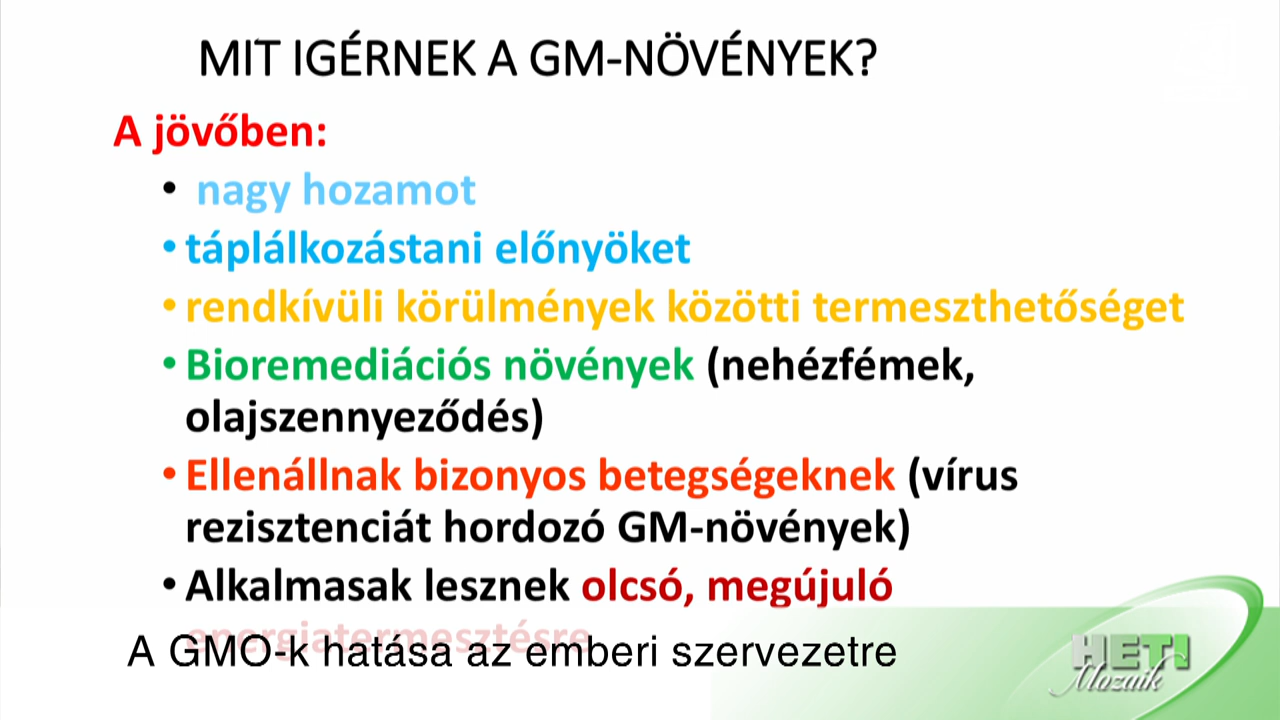 MIT IGÉRNEK A GM-NÖVÉNYEK?
A jövőben:
• nagy hozamot
• táplálkozástani előnyöket
• rendkívüli körülmények közötti termeszthetőséget
• Bioremediációs növények (nehézfémek,
olajszennyeződés)
• Ellenállnak bizonyos betegségeknek (vírus
rezisztenciát hordozó GM-növények)
• Alkalmasak lesznek olcsó, megújuló
energiatermesztésre
A GMO-k hatása az emberi szervezetre
HETI
Mozaik